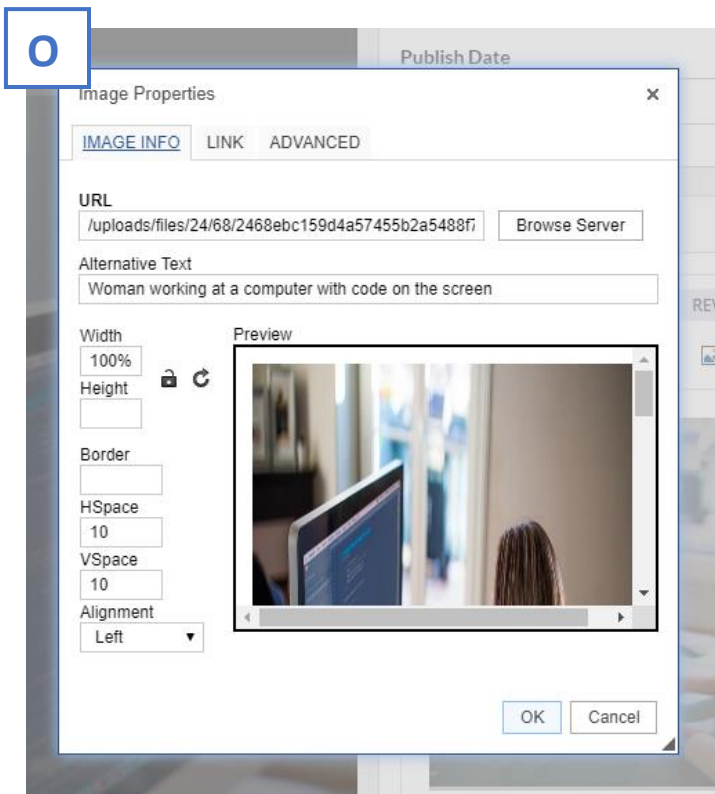 O
Publish Date
Image Properties
IMAGE INFO LINK ADVANCED
URL
/uploads/files/24/68/2468ebc159d4a57455b2a5488f7 Browse Server
Alternative Text
Woman working at a computer with code on the screen
REV
Width Preview
100%
Height
Border
HSpace
10
VSpace
10
Alignment
Left
OK Cancel